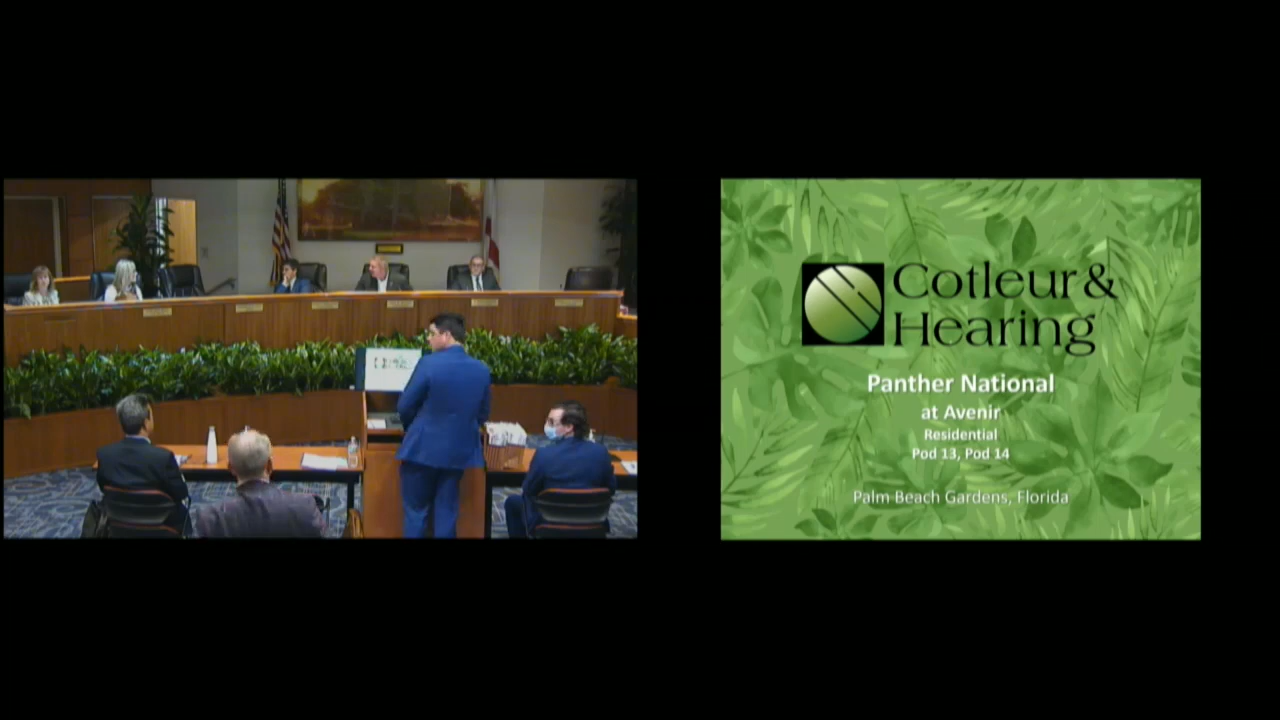 Cotleur &
Hearing
Panther National
at Avenir
Residential
Pod 13, Pod 14
Palm Beach Gardens, Florida